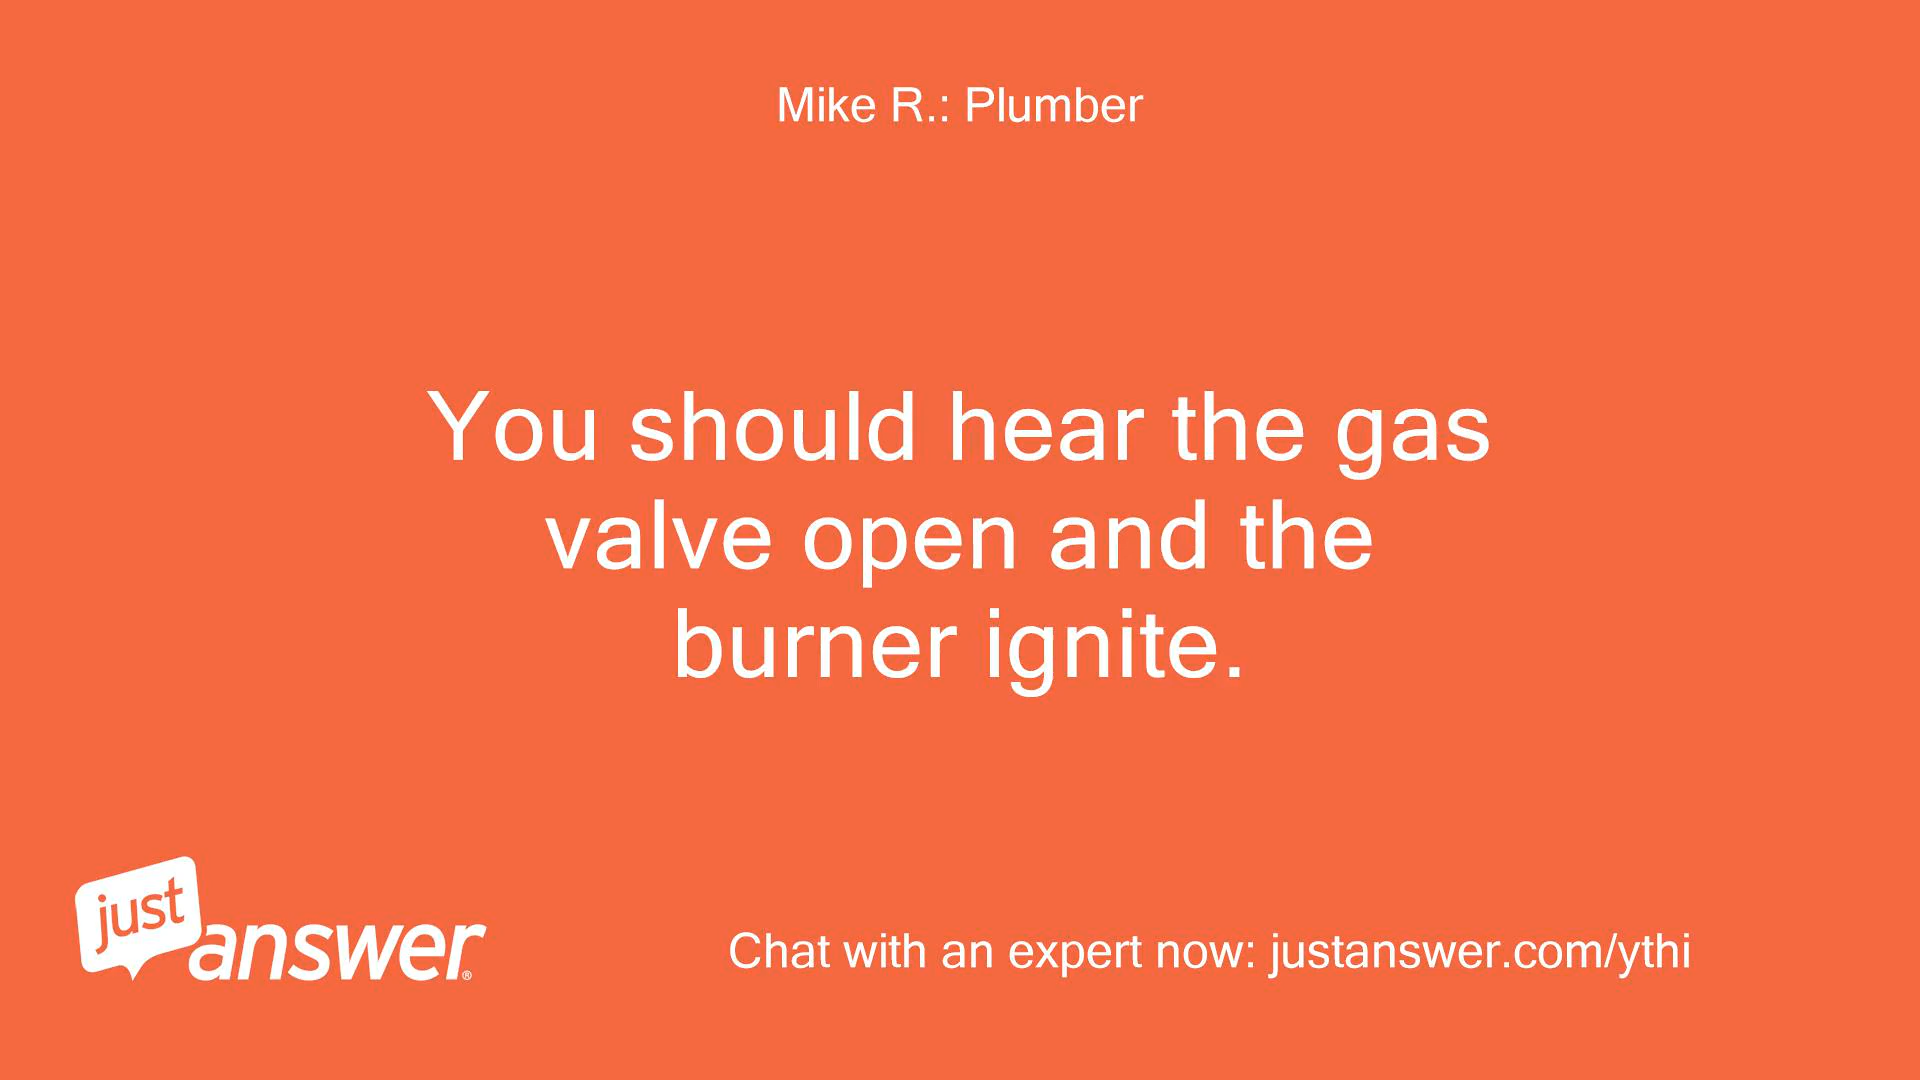 Mike R.: Plumber
You should hear the gas
valve open and the
burner ignite.
just
answer®
Chat with an expert now: justanswer.com/ythi